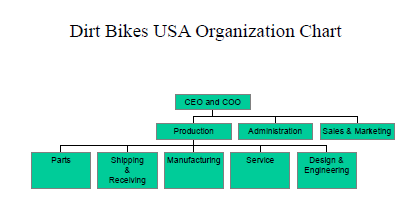 Dirt Bikes USA Organization Chart
CEO and COO
Production
Administration
Sales & Marketing
Parts
Shipping
&
Receiving
Manufacturing
Service
Design &
Engineering